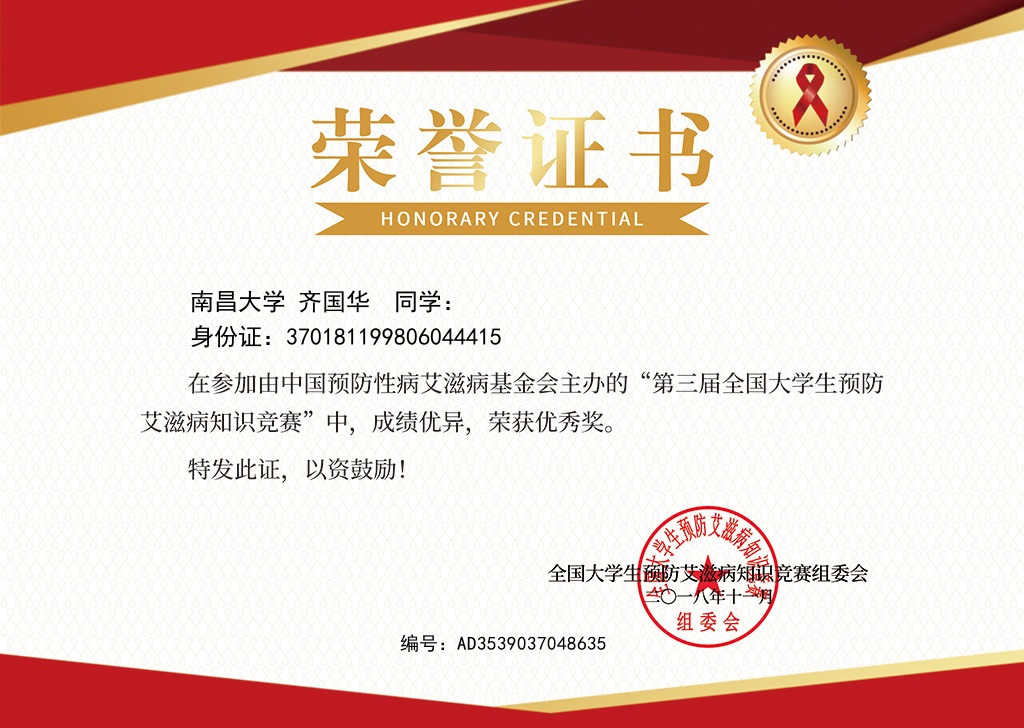 荣誉证书
HONORARY CREDENTIAL
南昌大学 齐国华 同学：
身份证：370181199806044415
在参加由中国预防性病艾滋病基金会主办的“第三届全国大学生预防
艾滋病知识竞赛”中，成绩优异，荣获优秀奖。
特发此证，以资鼓励！
全国大学生预防艾滋病知识竞赛
全国大学生预防艾滋病知识竞赛组委会
二〇一八年十一月
组委会
编号：AD3539037048635